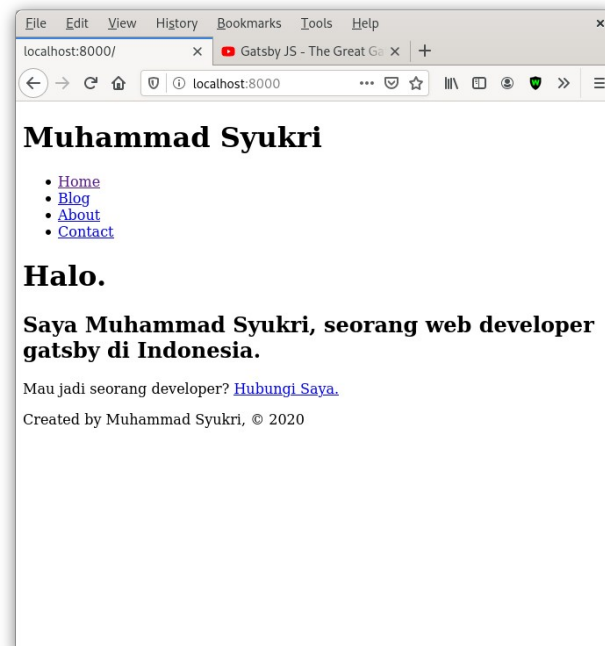 File Edit View History Bookmarks Tools Help
localhost:8000/
Gatsby JS - The Great Ga
localhost:8000
Muhammad Syukri
Home
Blog
About
Contact
Halo.
Saya Muhammad Syukri, seorang web developer
gatsby di Indonesia.
Mau jadi seorang developer? Hubungi Saya.
Created by Muhammad Syukri, © 2020